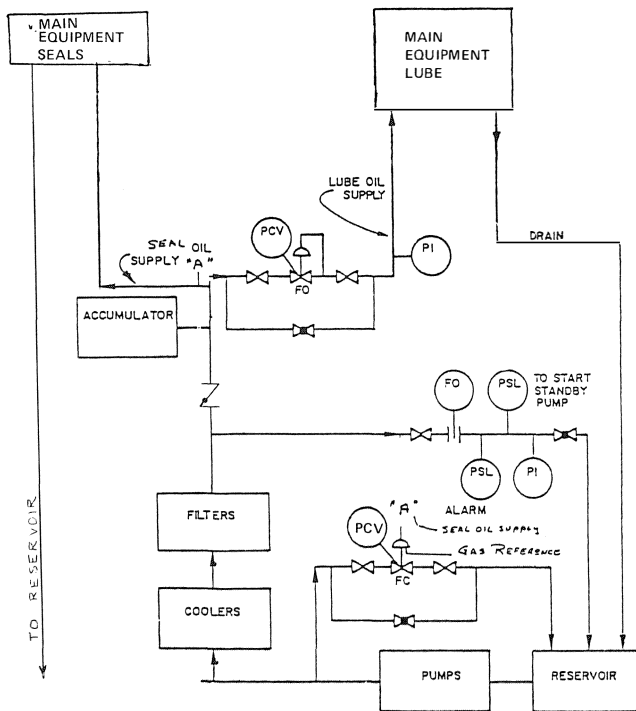 MAIN
EQUIPMENT
SEALS
MAIN
EQUIPMENT
LUBE
LUBE OIL
SUPPLY
PCV
SEAL OIL
SUPPLY "A"
PI
DRAIN
FO
ACCUMULATOR
FO
PSL
TO START
STANDBY
PUMP
PSL
PI
ALARM
FILTERS
"A"
SEAL OIL SUPPLY
PCV
GAS REFERENCE
FC
COOLERS
TO RESERVOIR
PUMPS
RESERVOIR